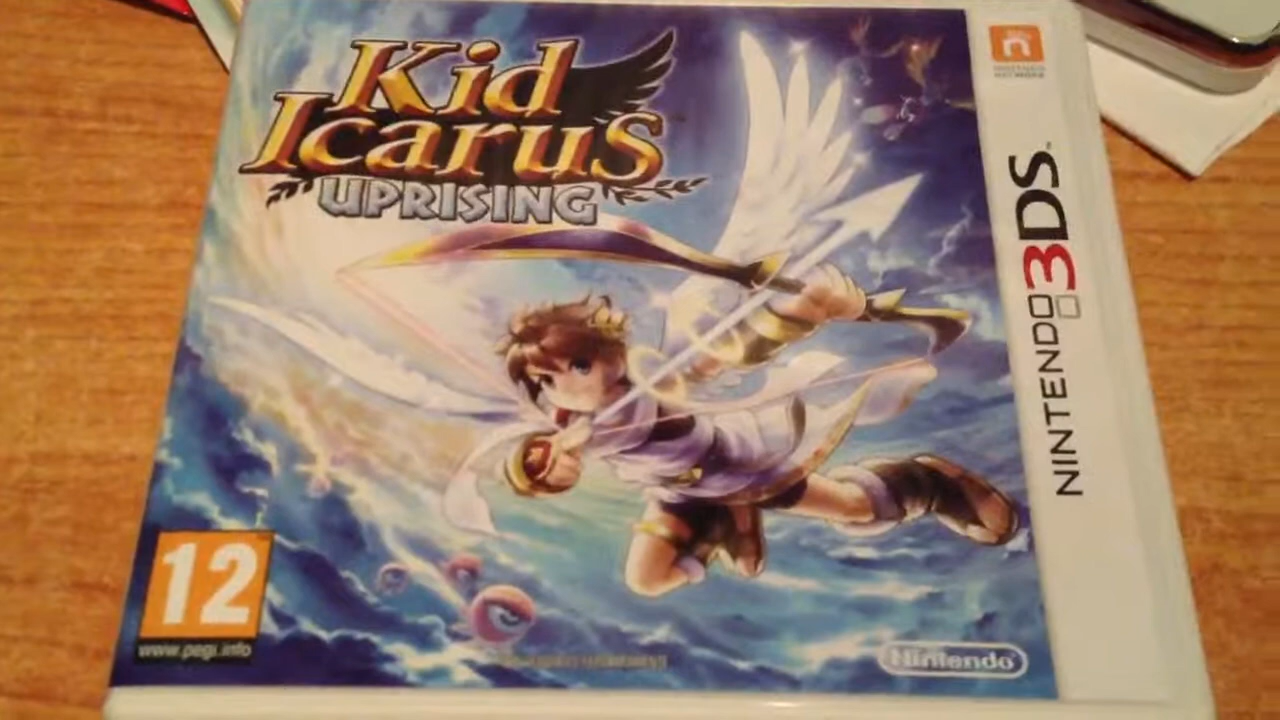 Kid
Icarus
UPRISING
NINTENDO 3DS
12
www.pegi.info
Nintendo